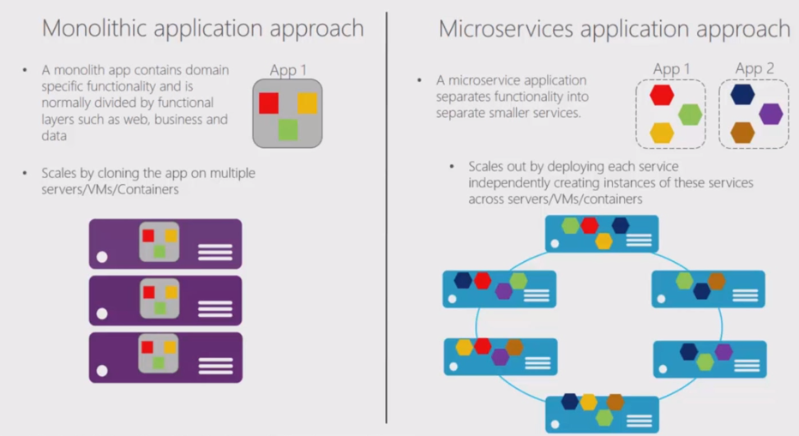 Monolithic application approach
• A monolith app contains domain
specific functionality and is
normally divided by functional
layers such as web, business and
data
App 1
• Scales by cloning the app on multiple
servers/VMs/Containers
Microservices application approach
• A microservice application
separates functionality into
separate smaller services.
App 1
App 2
• Scales out by deploying each service
independently creating instances of these services
across servers/VMs/containers